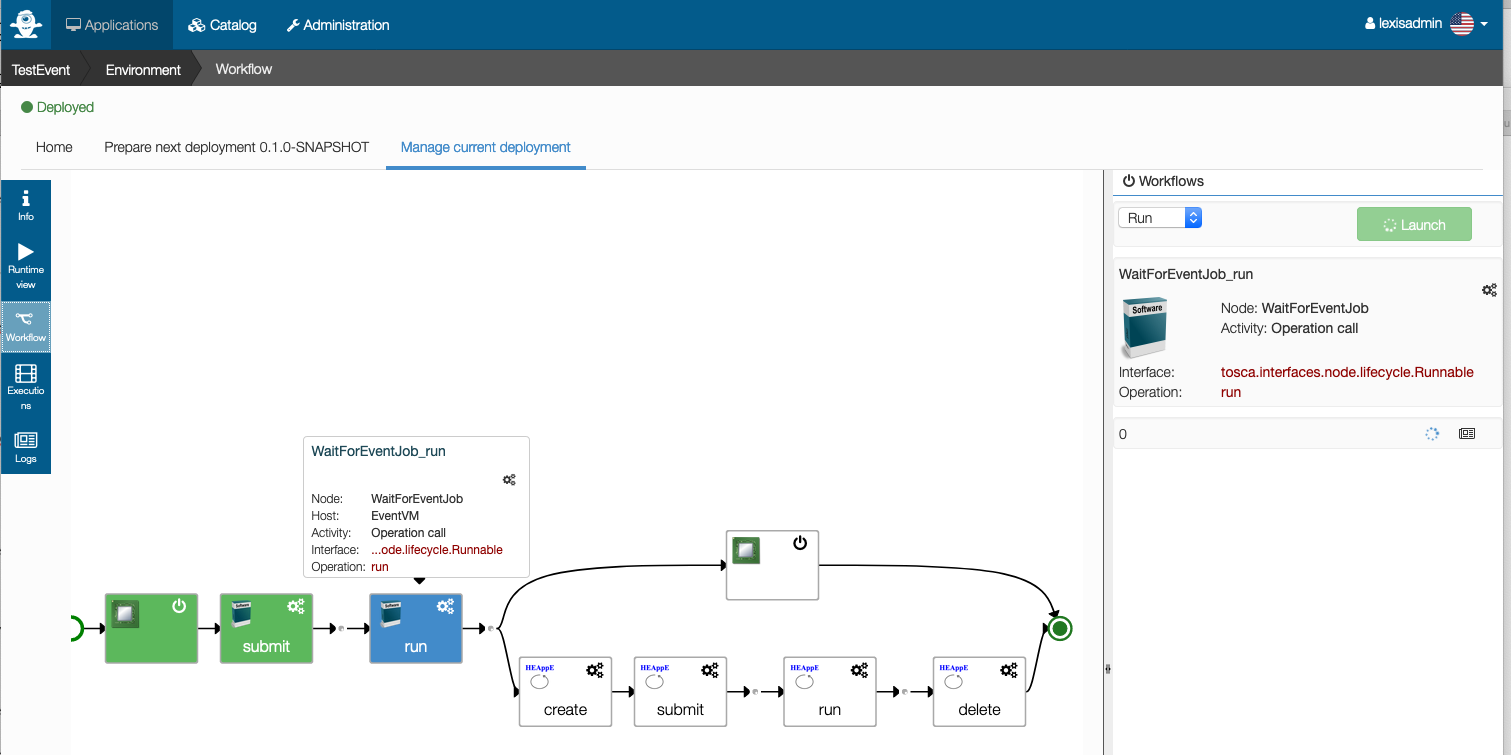 Applications Catalog Administration lexisadmin
TestEvent Environment Workflow
Deployed
Home Prepare next deployment 0.1.0-SNAPSHOT Manage current deployment
Info
Runtime
view
Workflow
Executio
ns
Logs
WaitForEventJob_run
Node: WaitForEventJob
Host: EventVM
Activity: Operation call
Interface: ...ode.lifecycle.Runnable
Operation: run
submit
run
HEAppE
create
HEAppE
submit
HEAppE
run
HEAppE
delete
Workflows
Run Launch
WaitForEventJob_run
Software
Node: WaitForEventJob
Activity: Operation call
Interface: tosca.interfaces.node.lifecycle.Runnable
Operation: run
0